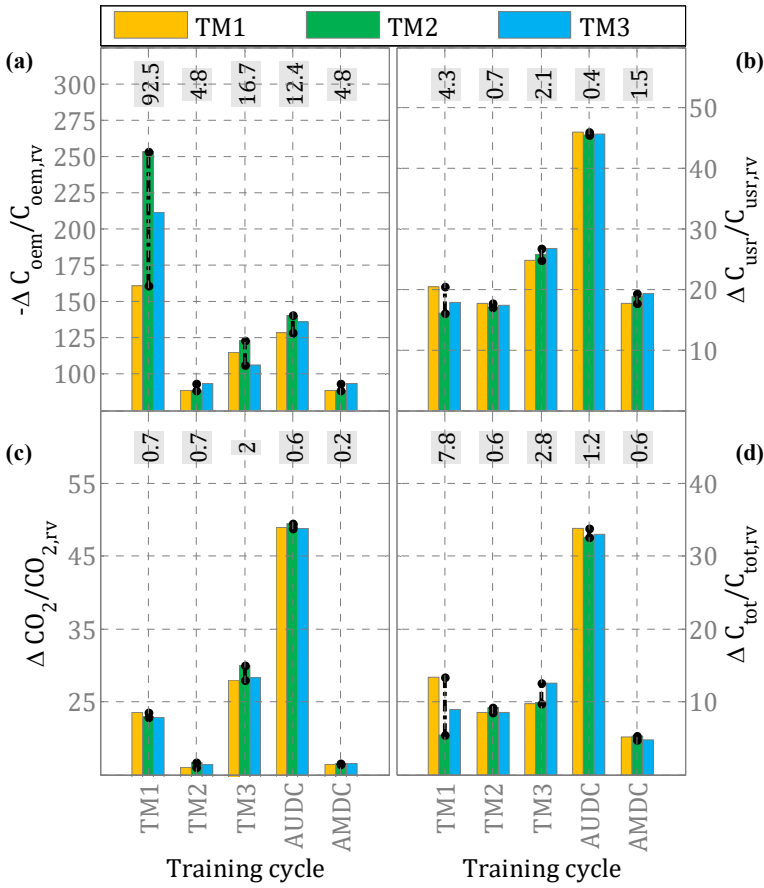 TM1 TM2 TM3
(a)
300
275
250
225
200
175
150
125
100
-Δ C_oem/C_oem,rv
92.5
4.8
16.7
12.4
4.8
(b)
50
40
30
20
10
Δ C_usr/C_usr,rv
4.3
0.7
2.1
0.4
1.5
(c)
55
45
35
25
Δ CO_2/CO_2,rv
0.7
0.7
2
0.6
0.2
(d)
40
30
20
10
Δ C_tot/C_tot,rv
7.8
0.6
2.8
1.2
0.6
TM1
TM2
TM3
AUDC
AMDC
Training cycle
TM1
TM2
TM3
AUDC
AMDC
Training cycle